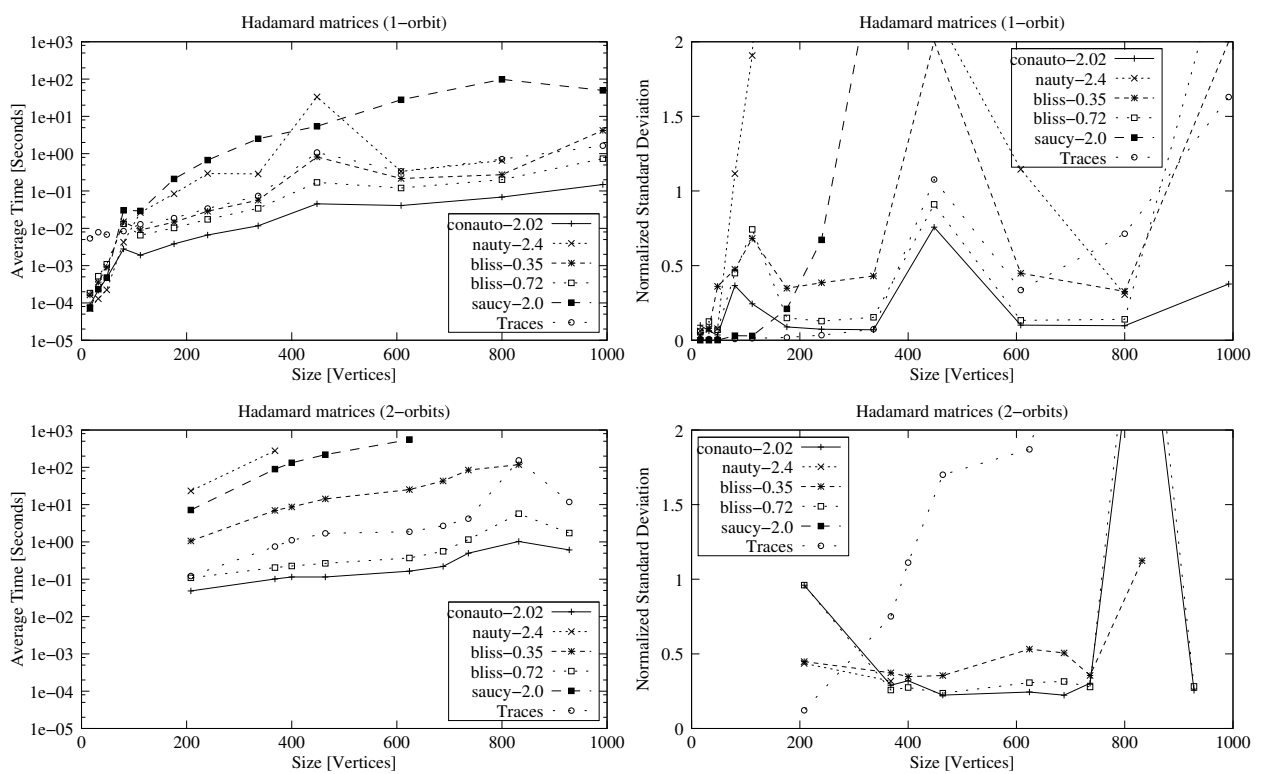 Hadamard matrices (1−orbit)
Average Time [Seconds]
1e+03
1e+02
1e+01
1e+00
1e−01
1e−02
1e−03
1e−04
1e−05
0 200 400 600 800 1000
Size [Vertices]
conauto−2.02
nauty−2.4
bliss−0.35
bliss−0.72
saucy−2.0
Traces
Hadamard matrices (1−orbit)
Normalized Standard Deviation
2
1.5
1
0.5
0
0 200 400 600 800 1000
Size [Vertices]
conauto−2.02
nauty−2.4
bliss−0.35
bliss−0.72
saucy−2.0
Traces
Hadamard matrices (2−orbits)
Average Time [Seconds]
1e+03
1e+02
1e+01
1e+00
1e−01
1e−02
1e−03
1e−04
1e−05
0 200 400 600 800 1000
Size [Vertices]
conauto−2.02
nauty−2.4
bliss−0.35
bliss−0.72
saucy−2.0
Traces
Hadamard matrices (2−orbits)
Normalized Standard Deviation
2
1.5
1
0.5
0
0 200 400 600 800 1000
Size [Vertices]
conauto−2.02
nauty−2.4
bliss−0.35
bliss−0.72
saucy−2.0
Traces